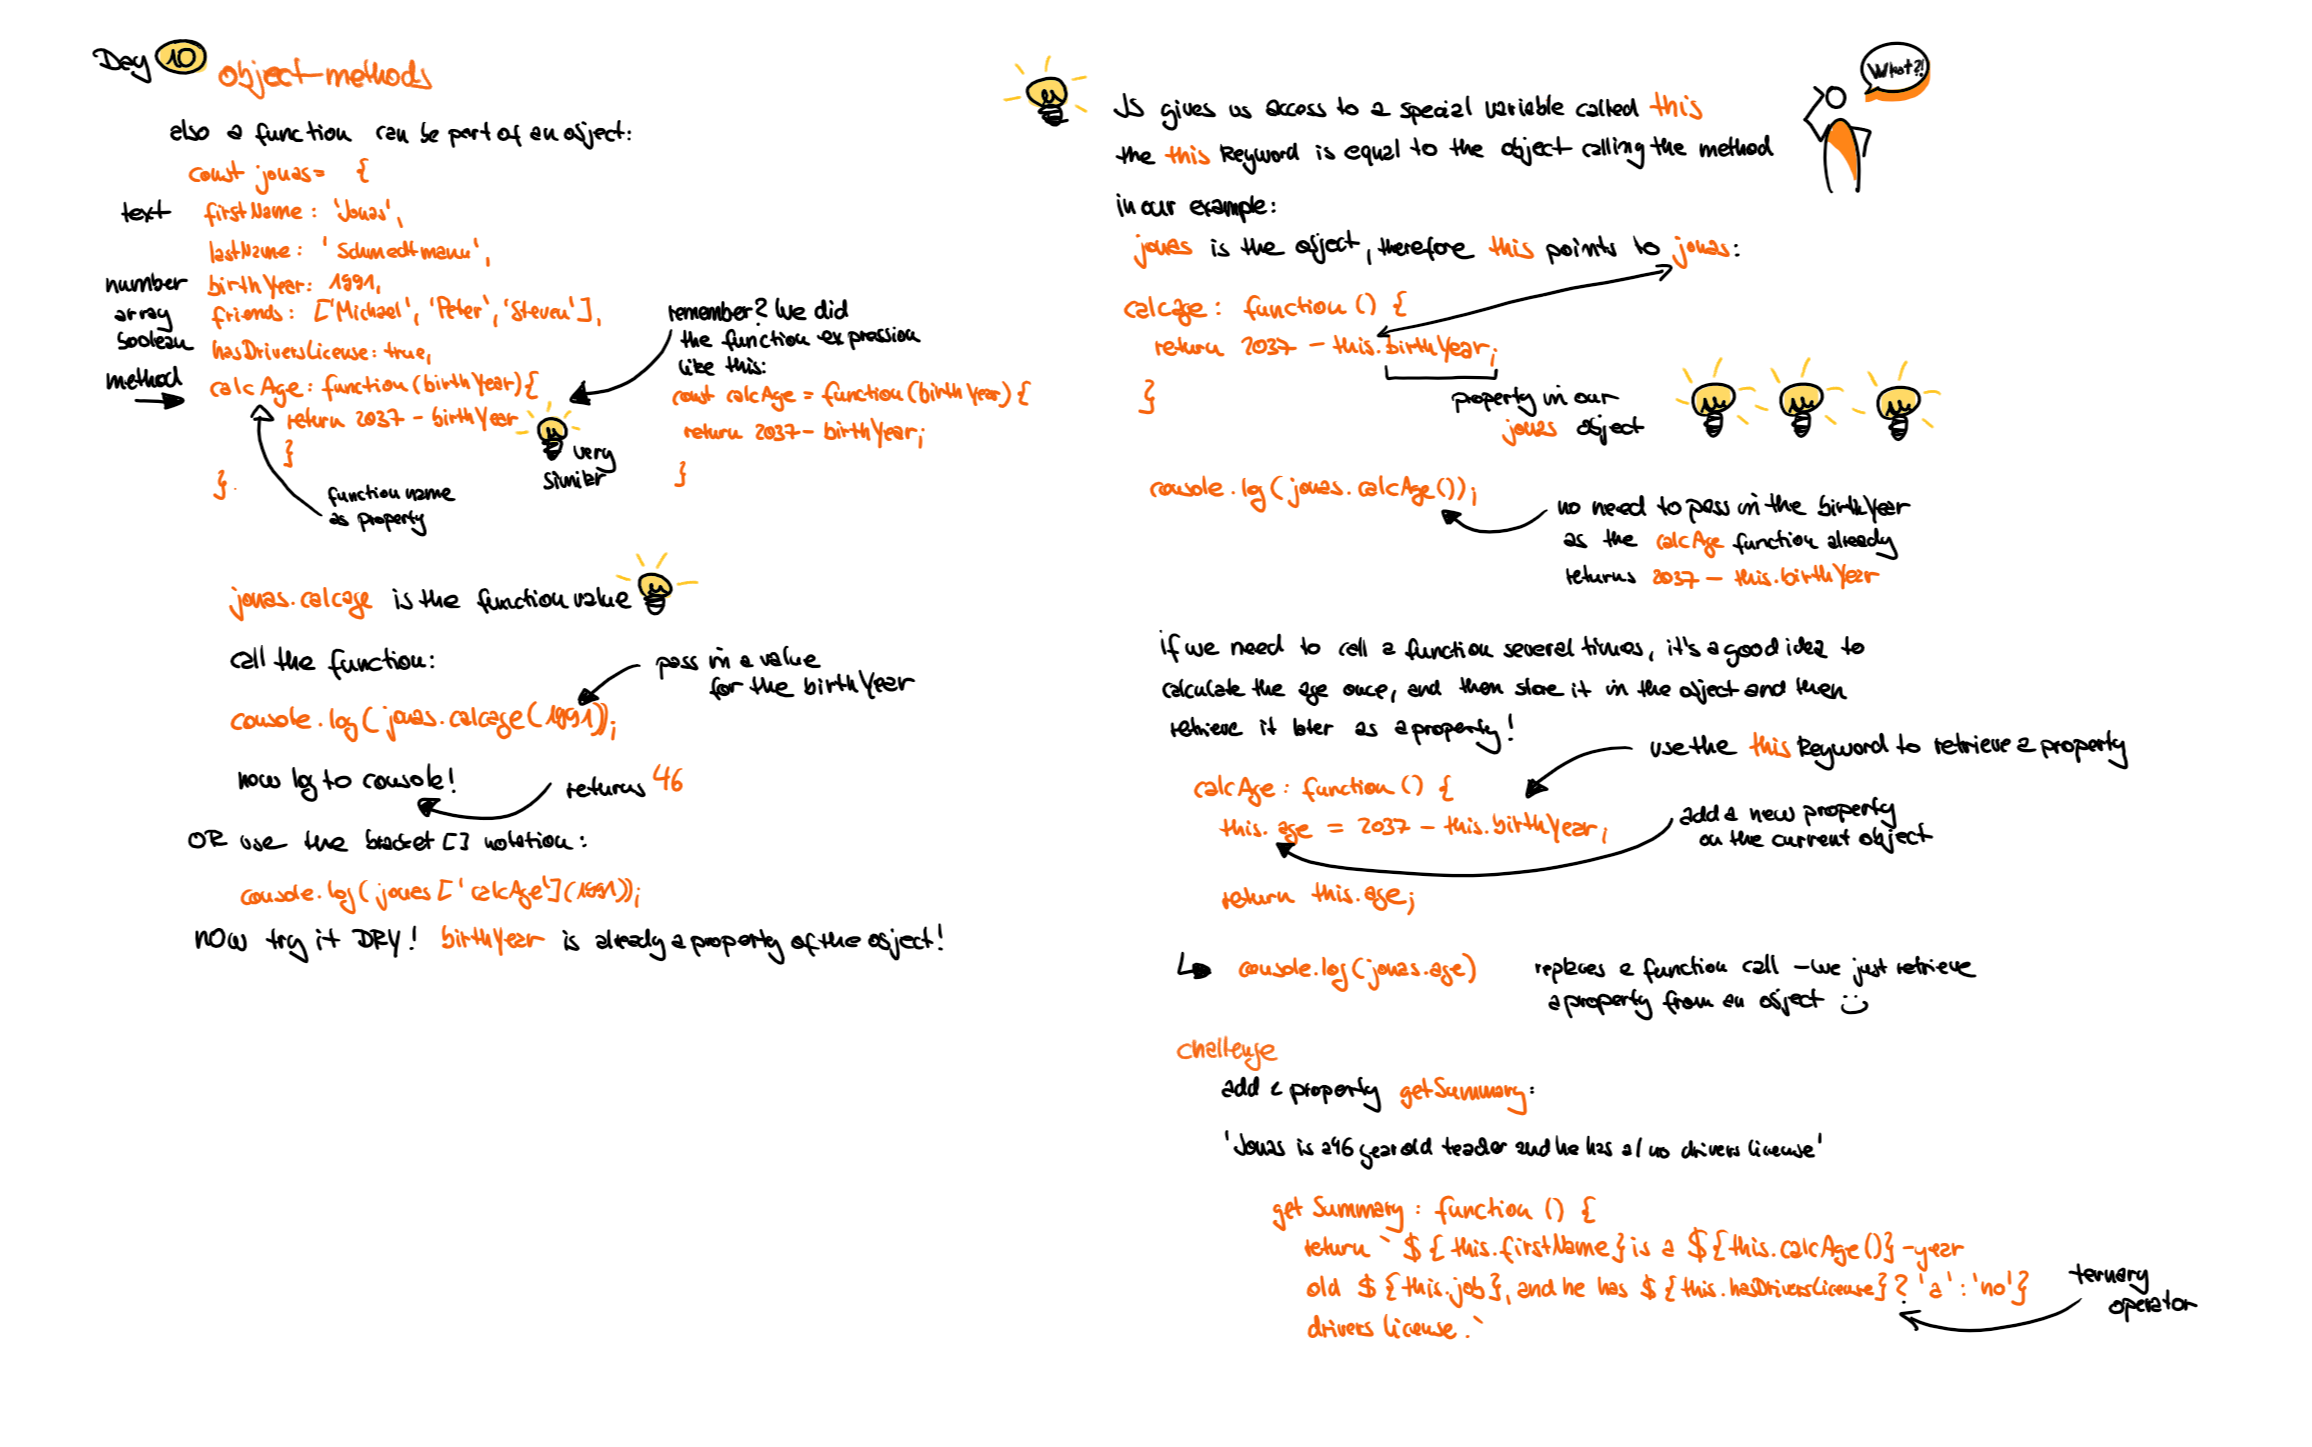 Day 10 object methods
also a function can be part of an object:
const jonas = {
text firstName : 'Jonas',
lastName : 'Schmedtmann',
number birthYear: 1991,
array friends: ['Michael', 'Peter', 'Steven'],
boolean hasDriversLicense: true,
method calcAge : function (birthYear) {
return 2037 - birthYear
}
}.
function name
as property
very
similar
remember? We did
the function expression
like this:
const calcAge = function (birthYear) {
return 2037 - birthYear;
}
jonas.calcage is the function value
call the function:
pass in a value
for the birthYear
console.log(jonas.calcage(1991));
now log to console!
returns 46
OR use the bracket [] notation:
console.log(jonas['calcAge'](1991));
now try it DRY! birthYear is already a property of the object!
What?!
JS gives us access to a special variable called this
the this keyword is equal to the object calling the method
in our example:
jonas is the object, therefore this points to jonas:
calcage : function () {
return 2037 - this.birthYear;
}
property in our
jonas object
console.log(jonas.calcAge());
no need to pass in the birthYear
as the calcAge function already
returns 2037 - this.birthYear
if we need to call a function several times, it's a good idea to
calculate the age once, and then store it in the object and then
retrieve it later as a property!
use the this keyword to retrieve a property
calcAge : function () {
this.age = 2037 - this.birthYear;
add a new property
on the current object
return this.age;
console.log(jonas.age)
replaces a function call - we just retrieve
a property from an object :)
challenge
add a property getSummary:
'Jonas is a 46 year old teacher and he has a / no drivers license'
getSummary : function () {
return `${this.firstName} is a ${this.calcAge()}-year
old ${this.job}, and he has ${this.hasDriversLicense} ? 'a' : 'no'}
drivers license.`
ternary
operator